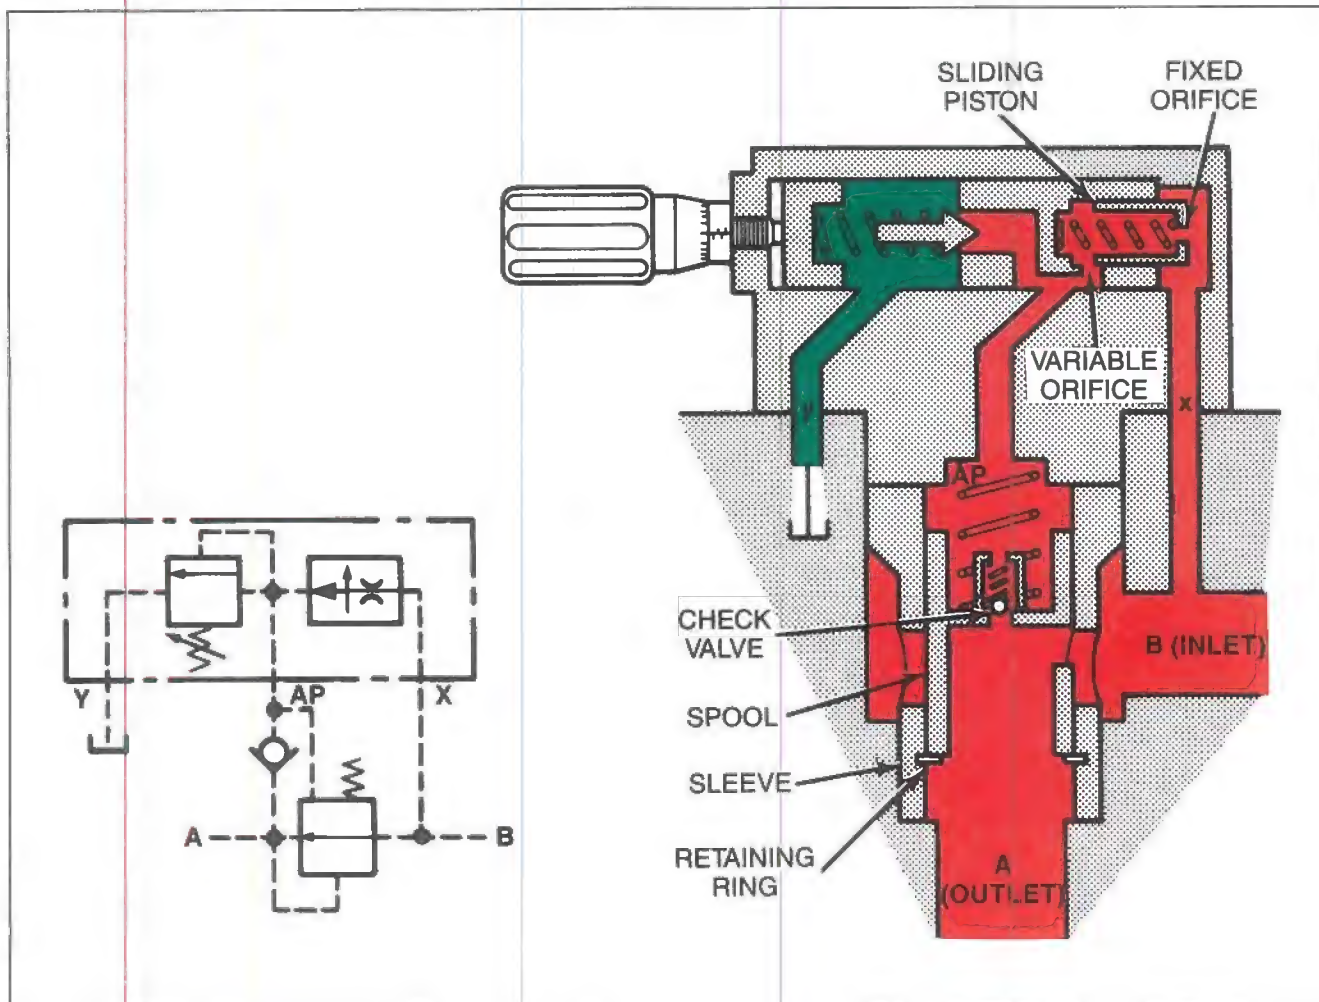 SLIDING
PISTON
FIXED
ORIFICE
VARIABLE
ORIFICE
y
x
AP
CHECK
VALVE
B (INLET)
SPOOL
SLEEVE
RETAINING
RING
A
(OUTLET)
Y
AP
X
A
B